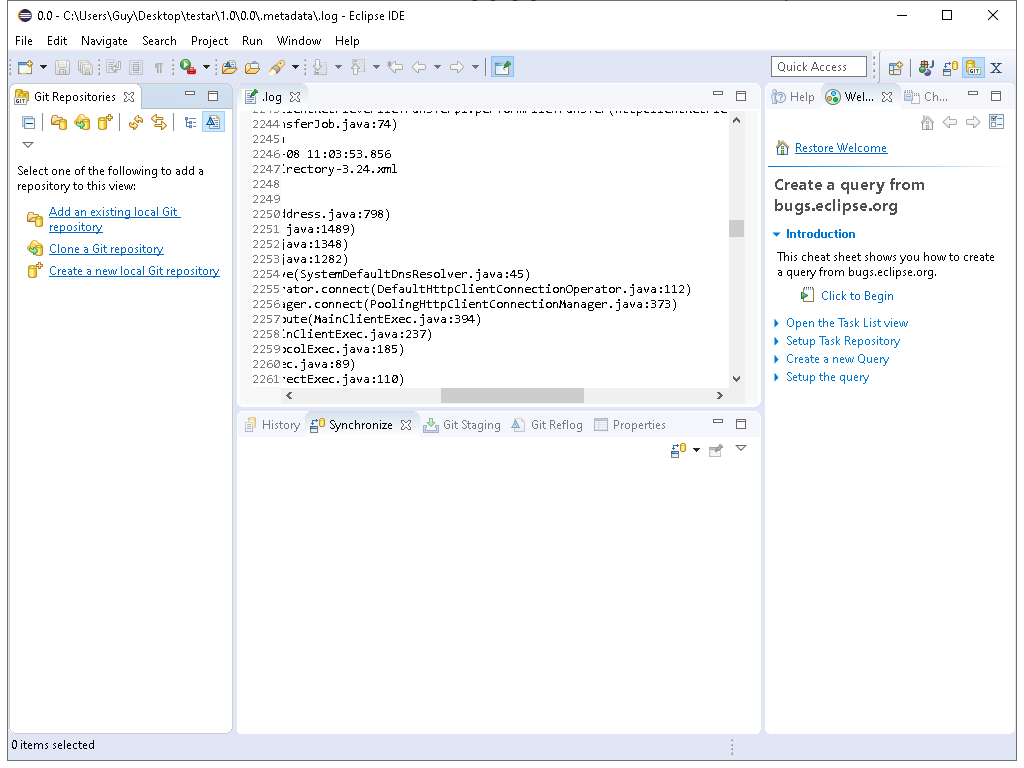 0.0 - C:\Users\Guy\Desktop\testar\1.0\0.0\.metadata\.log - Eclipse IDE
File Edit Navigate Search Project Run Window Help
Quick Access
Git Repositories
Select one of the following to add a
repository to this view:
Add an existing local Git
repository
Clone a Git repository
Create a new local Git repository
.log
2244 nsferJob.java:74)
2245
2246 -08 11:03:53.856
2247 irectory-3.24.xml
2248
2249
2250 ddress.java:798)
2251 java:1489)
2252 java:1348)
2253 java:1282)
2254 ve(SystemDefaultDnsResolver.java:45)
2255 rator.connect(DefaultHttpClientConnectionOperator.java:112)
2256 ager.connect(PoolingHttpClientConnectionManager.java:373)
2257 oute(MainClientExec.java:394)
2258 inClientExec.java:237)
2259 ocolExec.java:185)
2260 ec.java:89)
2261 rectExec.java:110)
History Synchronize Git Staging Git Reflog Properties
Help Wel... Ch...
Restore Welcome
Create a query from
bugs.eclipse.org
Introduction
This cheat sheet shows you how to create
a query from bugs.eclipse.org.
Click to Begin
Open the Task List view
Setup Task Repository
Create a new Query
Setup the query
0 items selected